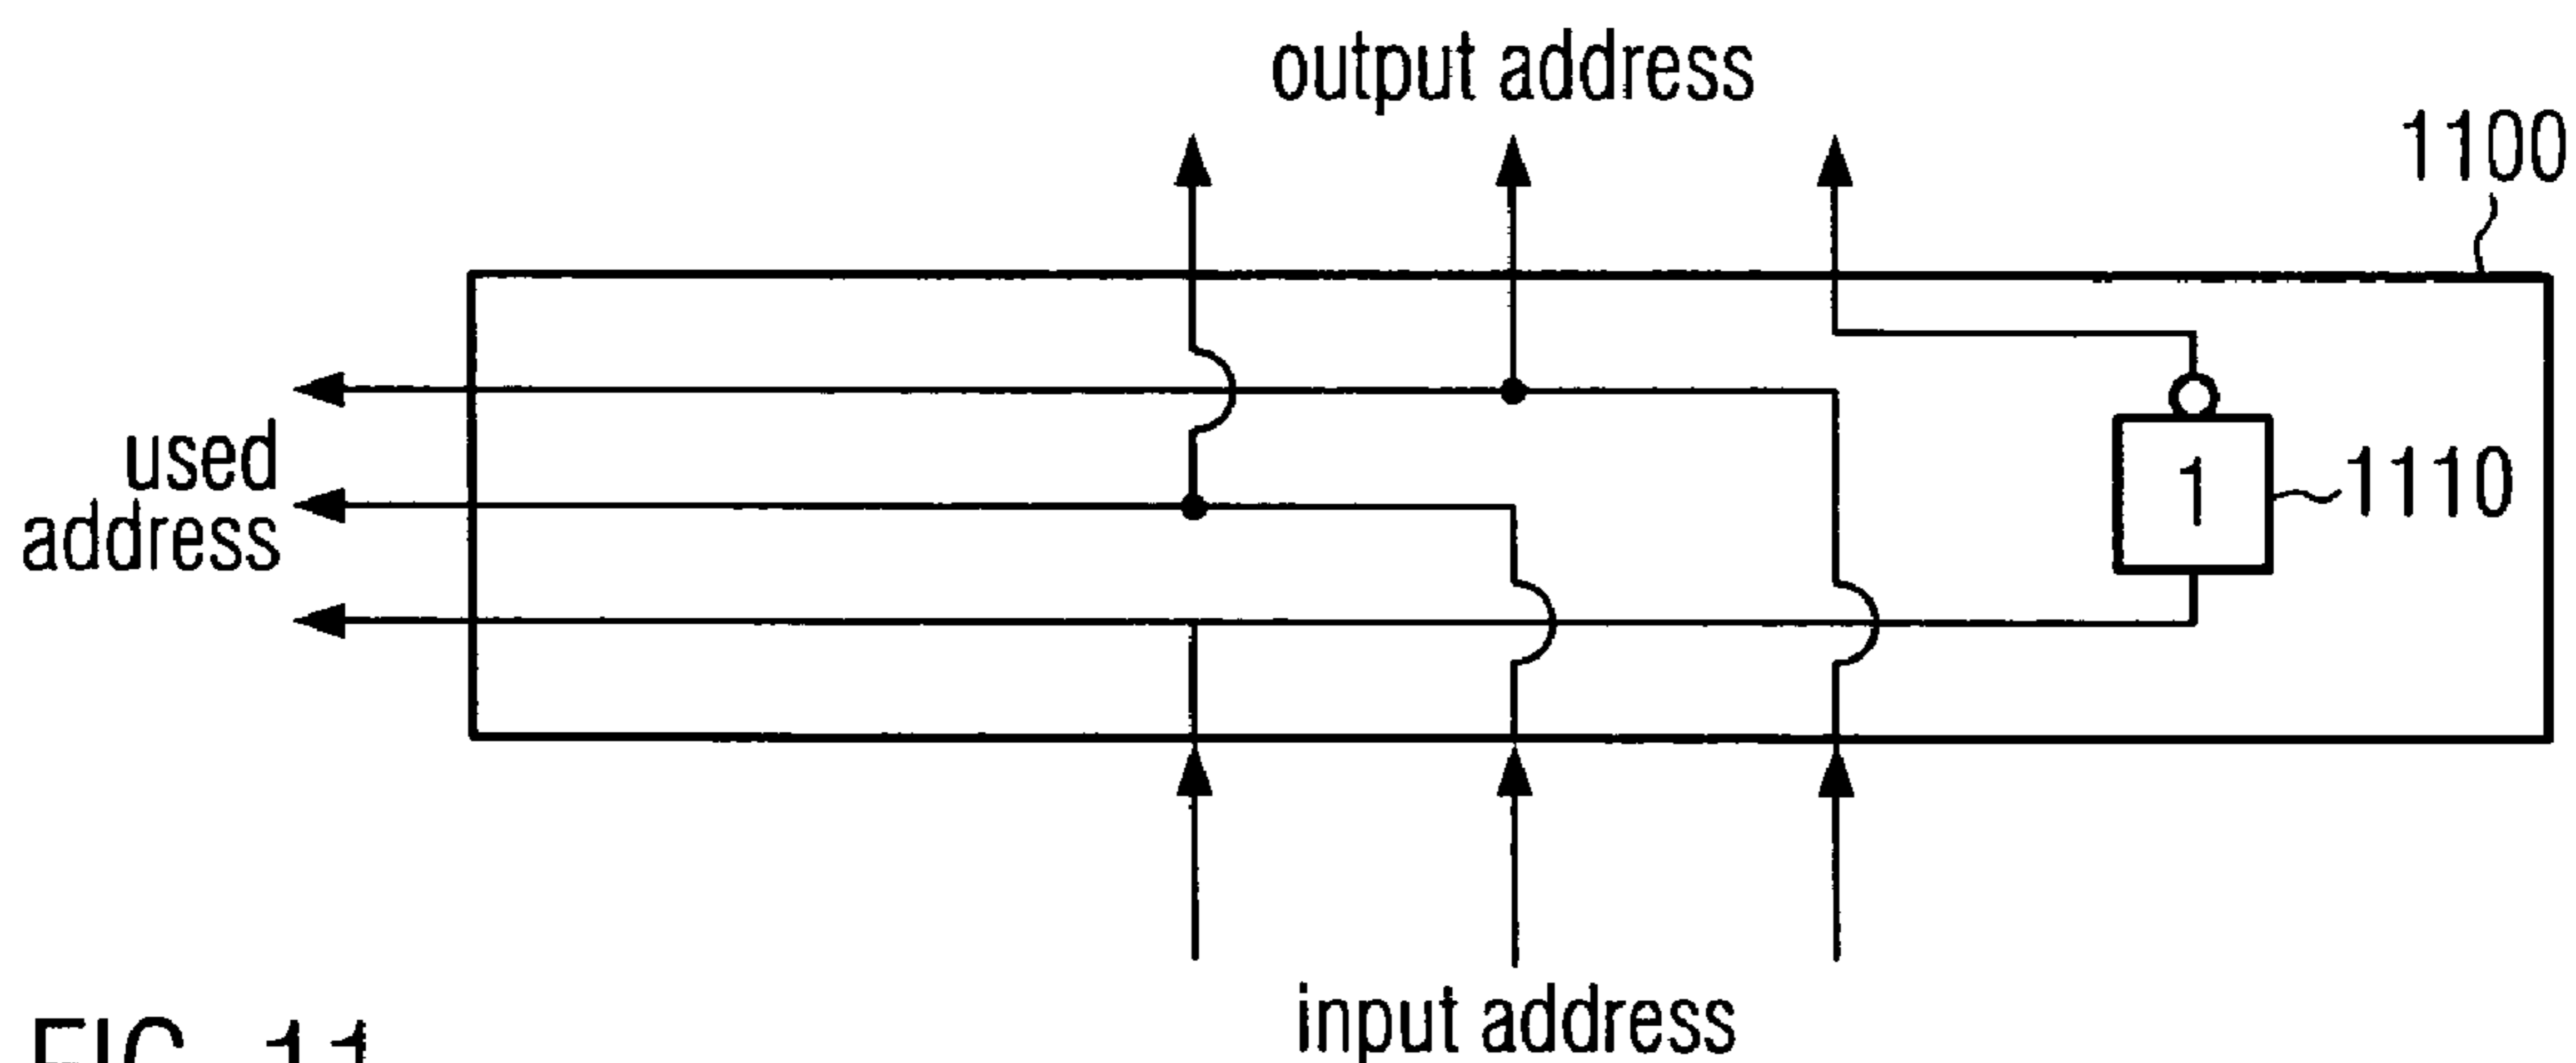 output address
1100
used
address
1
1110
input address
FIG. 11